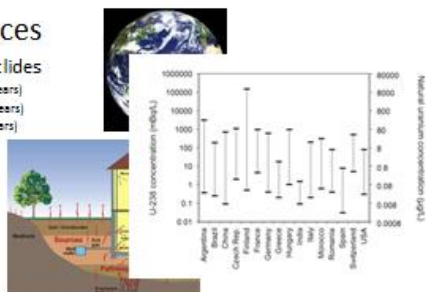 ces
clides
ears)
ears)
ars)
U-238 concentration (mBq/L)
1000000
100000
10000
1000
100
10
1
0.1
0.01
80000
8000
800
80
8
0.8
0.08
0.008
0.0008
Natural uranium concentration (µg/L)
Argentina
Brazil
China
Czech Rep.
Finland
France
Germany
Greece
Hungary
India
Italy
Morocco
Romania
Spain
Switzerland
USA
Sources